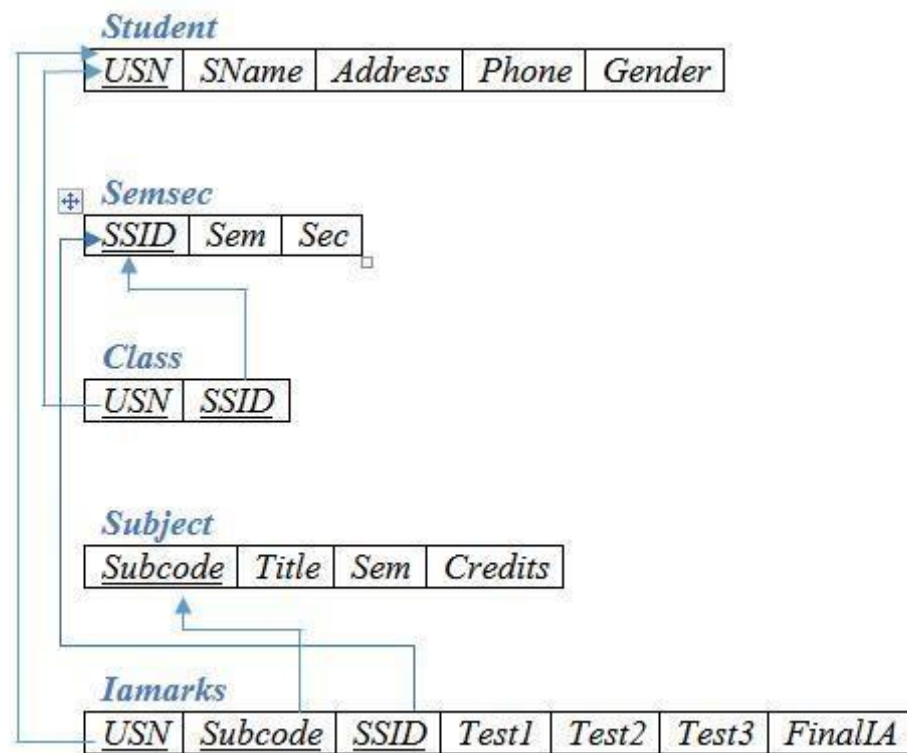 Student
USN SName Address Phone Gender
Semsec
SSID Sem Sec
Class
USN SSID
Subject
Subcode Title Sem Credits
Iamarks
USN Subcode SSID Test1 Test2 Test3 FinalIA